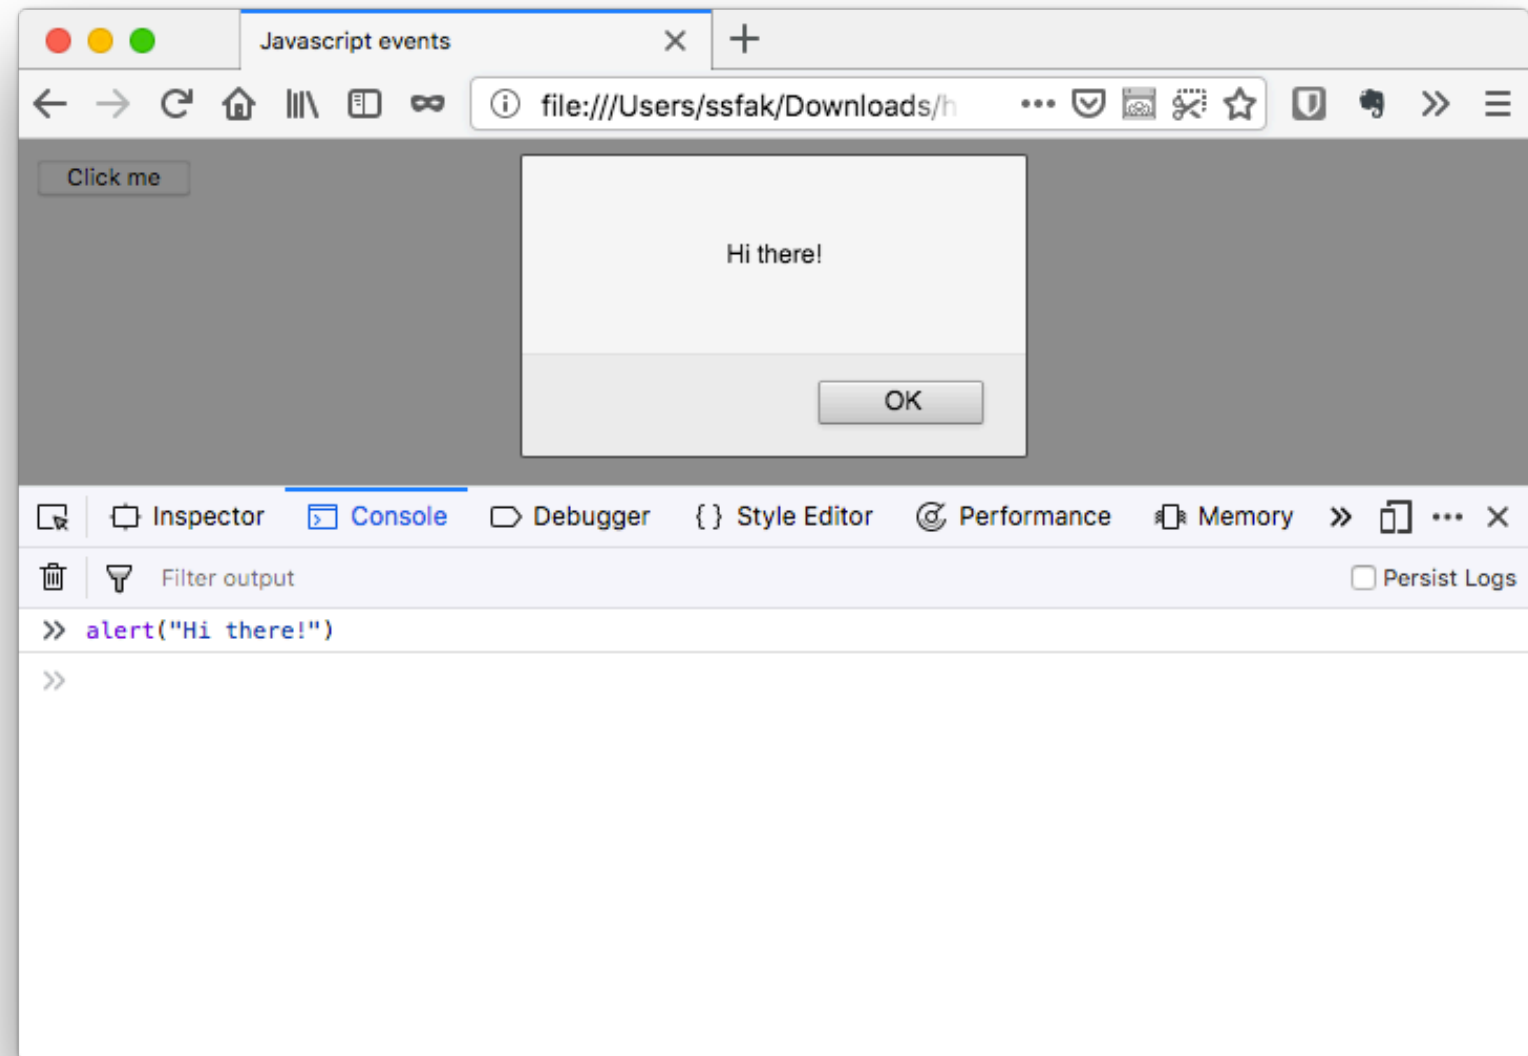 Javascript events
file:///Users/ssfak/Downloads/h
Click me
Hi there!
OK
Inspector Console Debugger { } Style Editor Performance Memory
Filter output Persist Logs
alert("Hi there!")